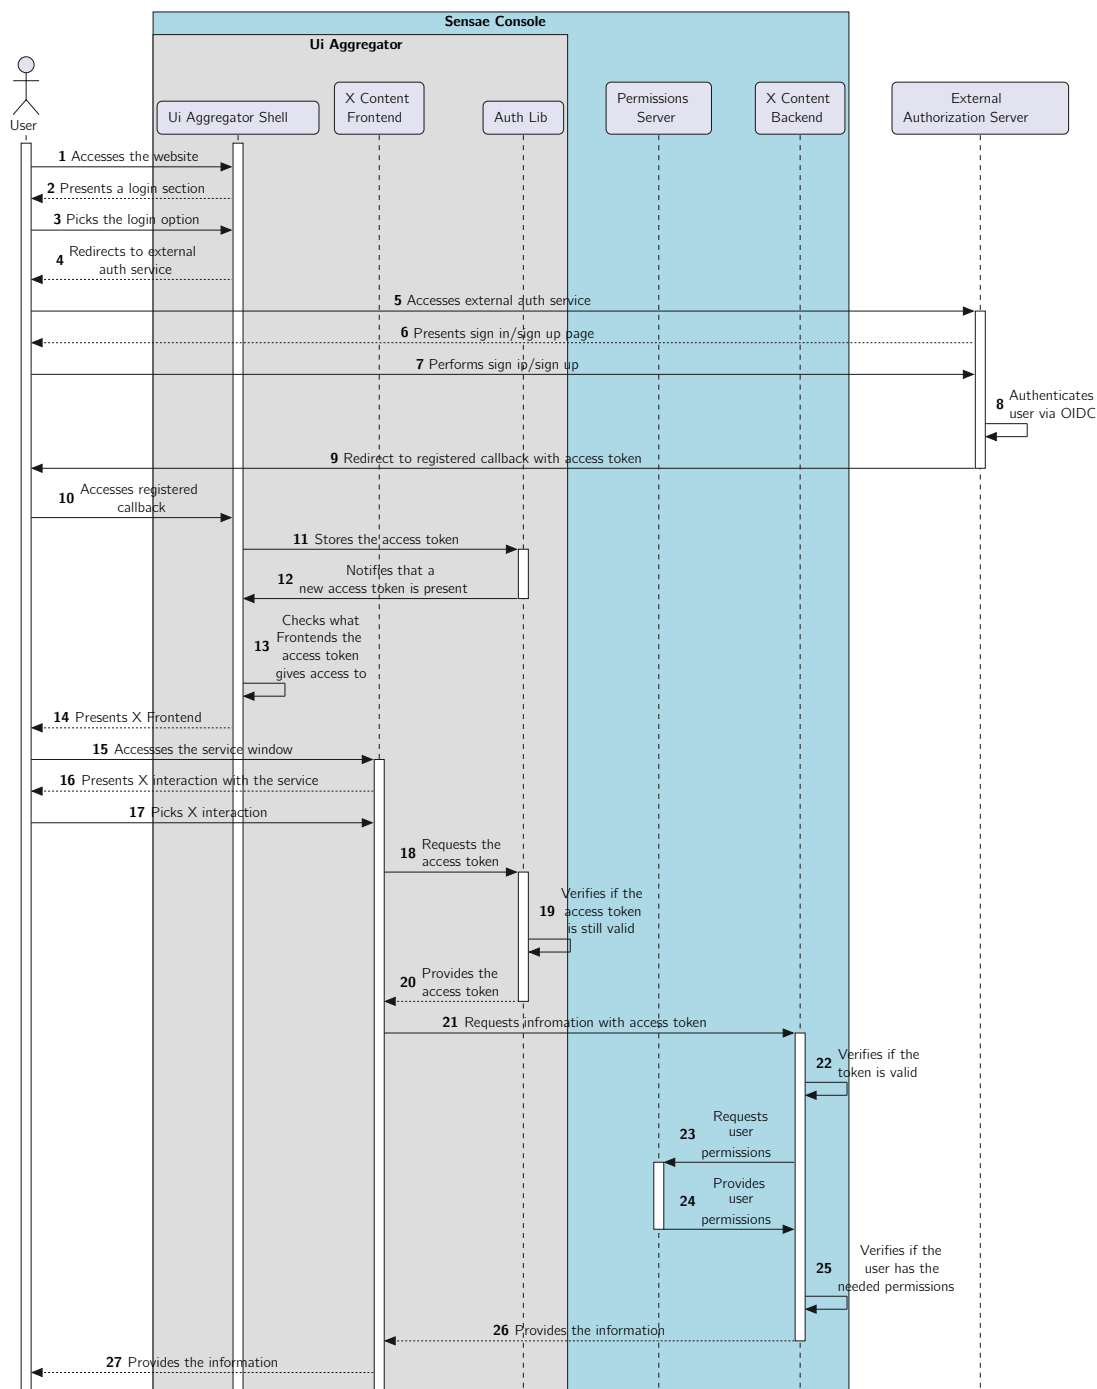 Sensae Console
Ui Aggregator
User
Ui Aggregator Shell
X Content
Frontend
Auth Lib
Permissions
Server
X Content
Backend
External
Authorization Server
1 Accesses the website
2 Presents a login section
3 Picks the login option
4 Redirects to external
auth service
5 Accesses external auth service
6 Presents sign in/sign up page
7 Performs sign in/sign up
8 Authenticates
user via OIDC
9 Redirect to registered callback with access token
10 Accesses registered
callback
11 Stores the access token
12 Notifies that a
new access token is present
13 Checks what
Frontends the
access token
gives access to
14 Presents X Frontend
15 Accessses the service window
16 Presents X interaction with the service
17 Picks X interaction
18 Requests the
access token
19 Verifies if the
access token
is still valid
20 Provides the
access token
21 Requests infromation with access token
22 Verifies if the
token is valid
23 Requests
user
permissions
24 Provides
user
permissions
25 Verifies if the
user has the
needed permissions
26 Provides the information
27 Provides the information